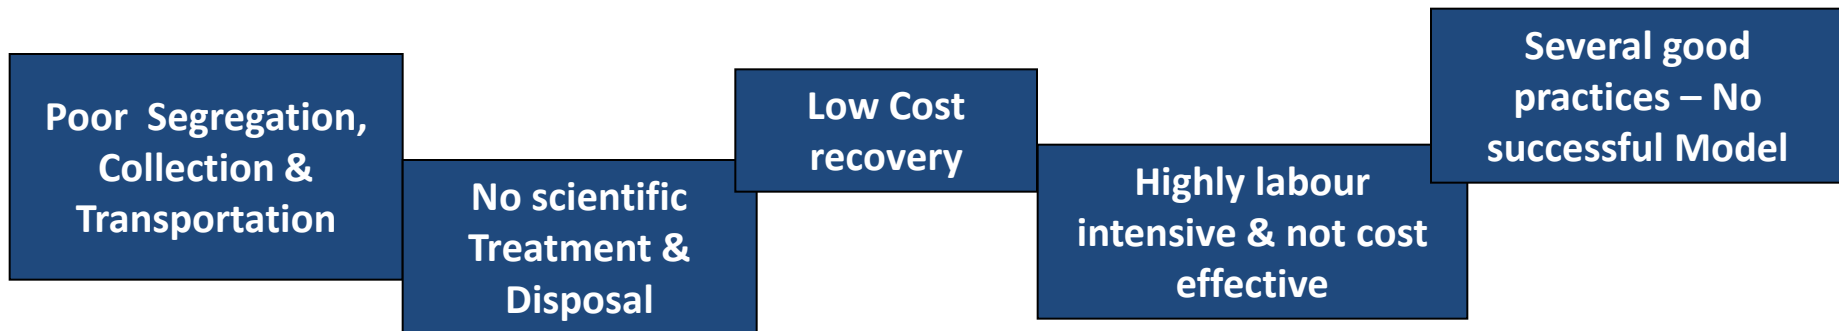 Poor Segregation,
Collection &
Transportation
No scientific
Treatment &
Disposal
Low Cost
recovery
Highly labour
intensive & not cost
effective
Several good
practices – No
successful Model